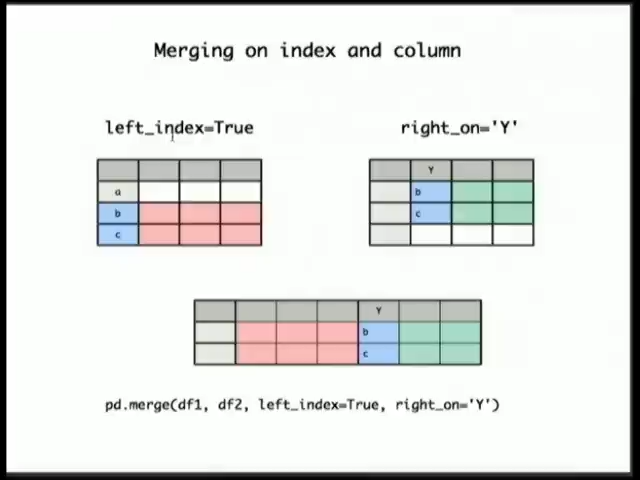 Merging on index and column
left_index=True
right_on='Y'
Y
a
b
b
c
c
Y
b
c
pd.merge(df1, df2, left_index=True, right_on='Y')